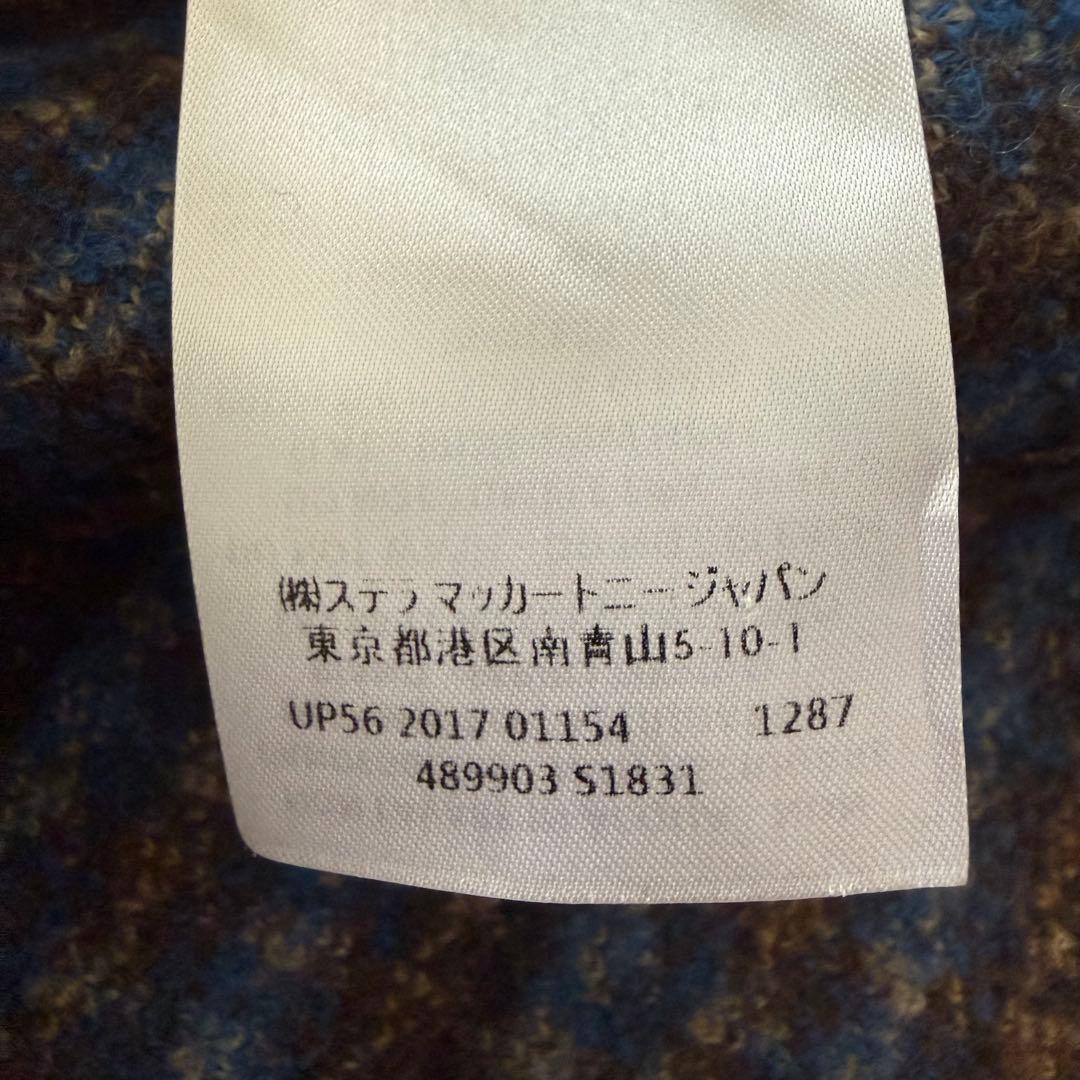 (株)ステラマッカートニージャパン
東京都港区南青山5-10-1
UP56 2017 01154 1287
489903 S1831